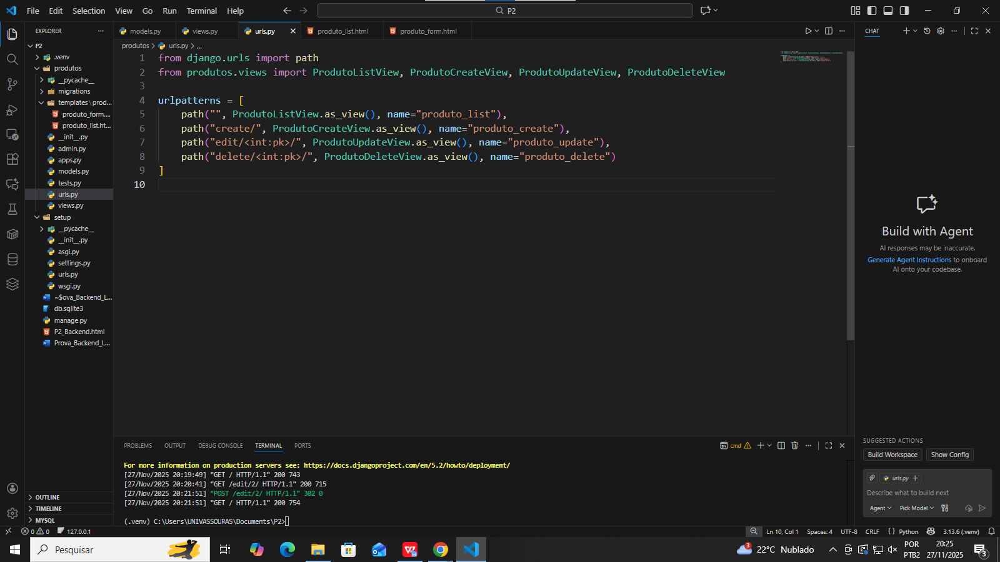 File Edit Selection View Go Run Terminal Help
P2
EXPLORER
P2
.venv
produtos
__pycache__
migrations
templates\prod...
produto_form....
produto_list.ht...
__init__.py
admin.py
apps.py
models.py
tests.py
urls.py
views.py
setup
__pycache__
__init__.py
asgi.py
settings.py
urls.py
wsgi.py
~$ova_Backend_L...
db.sqlite3
manage.py
P2_Backend.html
Prova_Backend_L...
OUTLINE
TIMELINE
MYSQL
models.py views.py urls.py produto_list.html produto_form.html
produtos > urls.py > ...
1 from django.urls import path
2 from produtos.views import ProdutoListView, ProdutoCreateView, ProdutoUpdateView, ProdutoDeleteView
3
4 urlpatterns = [
5 path("", ProdutoListView.as_view(), name="produto_list"),
6 path("create/", ProdutoCreateView.as_view(), name="produto_create"),
7 path("edit/<int:pk>/", ProdutoUpdateView.as_view(), name="produto_update"),
8 path("delete/<int:pk>/", ProdutoDeleteView.as_view(), name="produto_delete")
9 ]
10
PROBLEMS OUTPUT DEBUG CONSOLE TERMINAL PORTS
cmd
For more information on production servers see: https://docs.djangoproject.com/en/5.2/howto/deployment/
[27/Nov/2025 20:19:49] "GET / HTTP/1.1" 200 743
[27/Nov/2025 20:20:41] "GET /edit/2/ HTTP/1.1" 200 715
[27/Nov/2025 20:21:51] "POST /edit/2/ HTTP/1.1" 302 0
[27/Nov/2025 20:21:51] "GET / HTTP/1.1" 200 754
(.venv) C:\Users\UNIVASSOURAS\Documents\P2>
CHAT
Build with Agent
AI responses may be inaccurate.
Generate Agent Instructions to onboard
AI onto your codebase.
SUGGESTED ACTIONS
Build Workspace Show Config
urls.py
Describe what to build next
Agent Pick Model
0 0 127.0.0.1
Ln 10, Col 1 Spaces: 4 UTF-8 CRLF Python 3.13.6 (.venv)
Pesquisar
3
22°C Nublado
POR
PTB2
20:25
27/11/2025
3